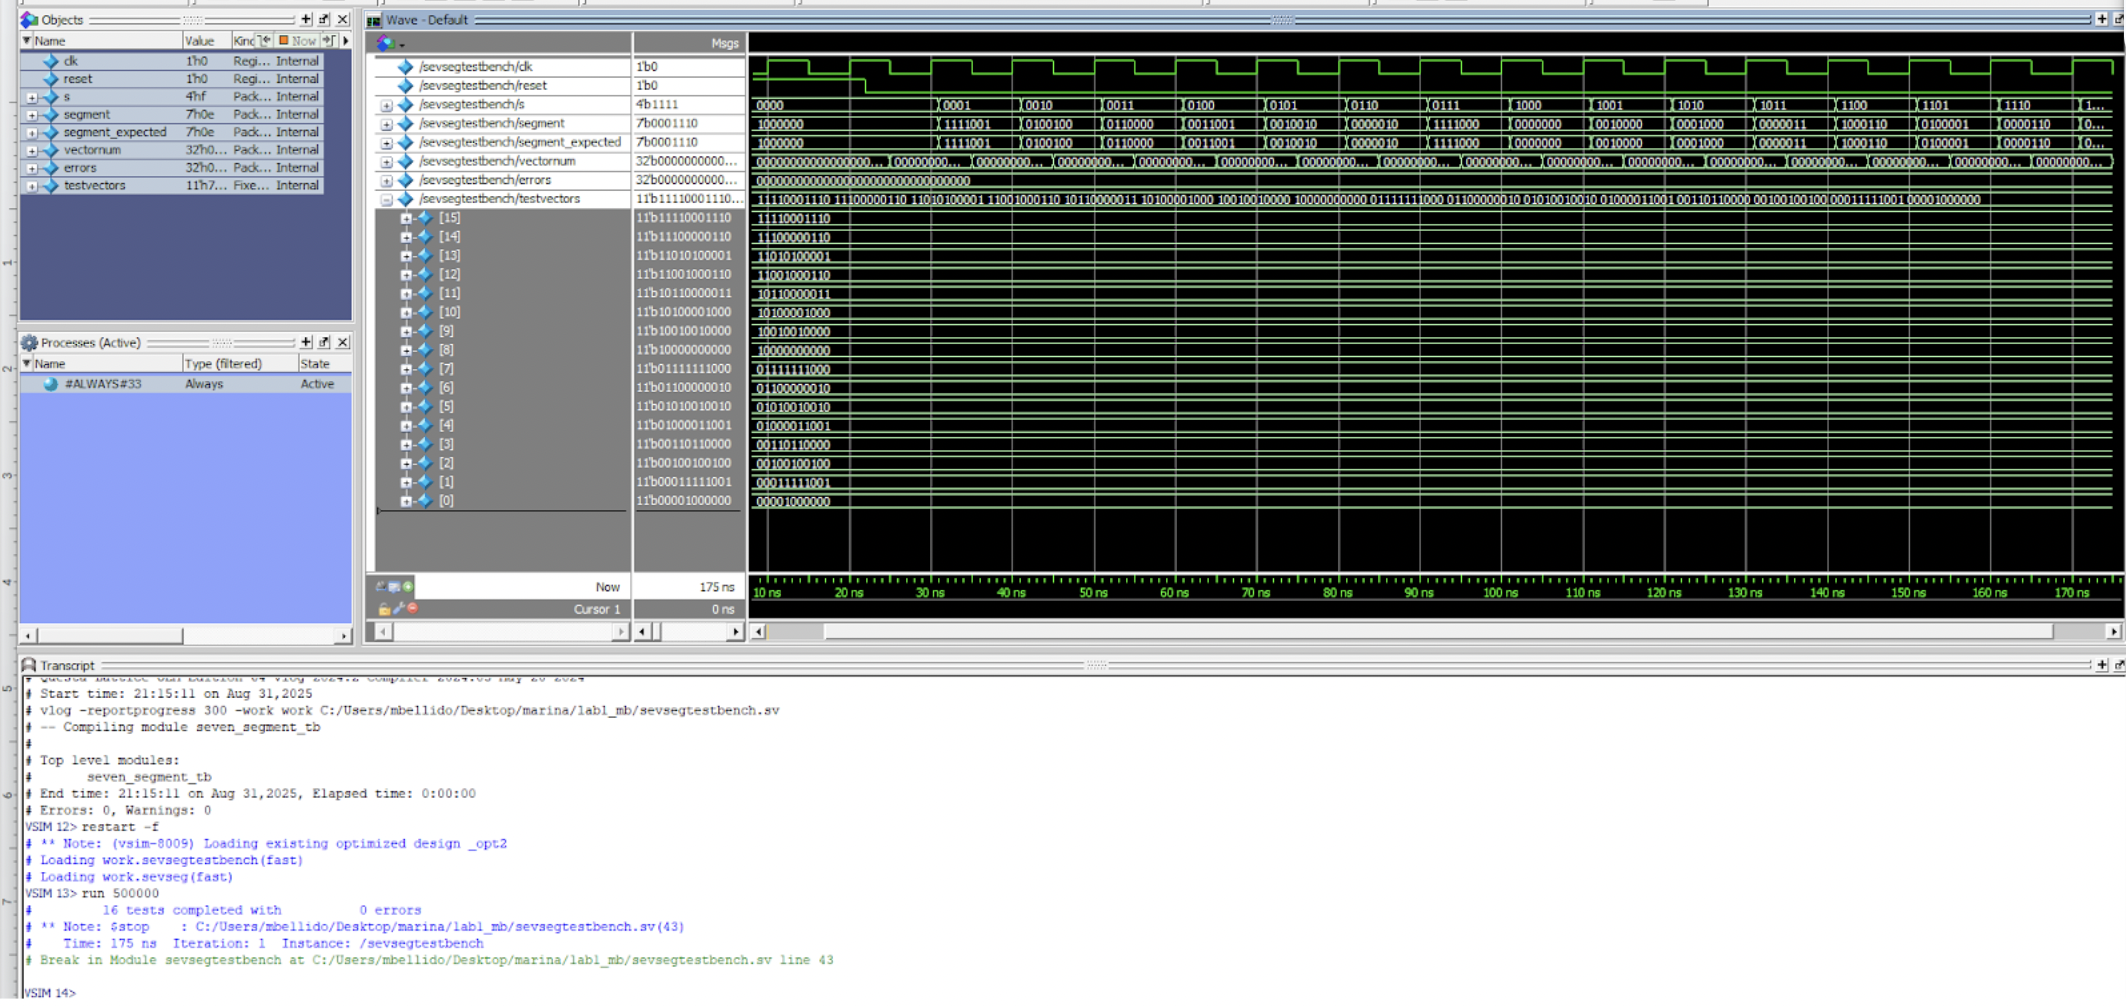 Objects
Name Value Kind Now
clk 1'h0 Regi... Internal
reset 1'h0 Regi... Internal
s 4'hf Pack... Internal
segment 7'h0e Pack... Internal
segment_expected 7'h0e Pack... Internal
vectornum 32'h0... Pack... Internal
errors 32'h0... Pack... Internal
testvectors 11'h7... Fixe... Internal
Processes (Active)
Name Type (filtered) State
#ALWAYS#33 Always Active
Wave - Default
Msgs
/sevsegtestbench/clk 1'b0
/sevsegtestbench/reset 1'b0
/sevsegtestbench/s 4'b1111 0000 0001 0010 0011 0100 0101 0110 0111 1000 1001 1010 1011 1100 1101 1110 1...
/sevsegtestbench/segment 7'b0001110 1000000 1111001 0100100 0110000 0011001 0010010 0000010 1111000 0000000 0010000 0001000 0000011 1000110 0100001 0000110 0...
/sevsegtestbench/segment_expected 7'b0001110 1000000 1111001 0100100 0110000 0011001 0010010 0000010 1111000 0000000 0010000 0001000 0000011 1000110 0100001 0000110 0...
/sevsegtestbench/vectornum 32'b0000000000... 00000000000000000000... 00000000... 00000000... 00000000... 00000000... 00000000... 00000000... 00000000... 00000000... 00000000... 00000000... 00000000... 00000000... 00000000... 00000000... 00000000...
/sevsegtestbench/errors 32'b0000000000... 00000000000000000000000000000000
/sevsegtestbench/testvectors 11'b11110001110... 11110001110 11100000110 11010100001 11001000110 10110000011 10100001000 10010010000 10000000000 01111111000 01100000010 01010010010 01000011001 00110110000 00100100100 00011111001 00001000000
[15] 11'b11110001110 11110001110
[14] 11'b11100000110 11100000110
[13] 11'b11010100001 11010100001
[12] 11'b11001000110 11001000110
[11] 11'b10110000011 10110000011
[10] 11'b10100001000 10100001000
[9] 11'b10010010000 10010010000
[8] 11'b10000000000 10000000000
[7] 11'b01111111000 01111111000
[6] 11'b01100000010 01100000010
[5] 11'b01010010010 01010010010
[4] 11'b01000011001 01000011001
[3] 11'b00110110000 00110110000
[2] 11'b00100100100 00100100100
[1] 11'b00011111001 00011111001
[0] 11'b00001000000 00001000000
Now 175 ns 10 ns 20 ns 30 ns 40 ns 50 ns 60 ns 70 ns 80 ns 90 ns 100 ns 110 ns 120 ns 130 ns 140 ns 150 ns 160 ns 170 ns
Cursor 1 0 ns
Transcript
# Start time: 21:15:11 on Aug 31,2025
# vlog -reportprogress 300 -work work C:/Users/mbellido/Desktop/marina/lab1_mb/sevsegtestbench.sv
# -- Compiling module seven_segment_tb
#
# Top level modules:
# seven_segment_tb
# End time: 21:15:11 on Aug 31,2025, Elapsed time: 0:00:00
# Errors: 0, Warnings: 0
VSIM 12> restart -f
# ** Note: (vsim-8009) Loading existing optimized design _opt2
# Loading work.sevsegtestbench(fast)
# Loading work.sevseg(fast)
VSIM 13> run 500000
# 16 tests completed with 0 errors
# ** Note: $stop : C:/Users/mbellido/Desktop/marina/lab1_mb/sevsegtestbench.sv(43)
# Time: 175 ns Iteration: 1 Instance: /sevsegtestbench
# Break in Module sevsegtestbench at C:/Users/mbellido/Desktop/marina/lab1_mb/sevsegtestbench.sv line 43
VSIM 14>
1
2
3
4
5
6
7